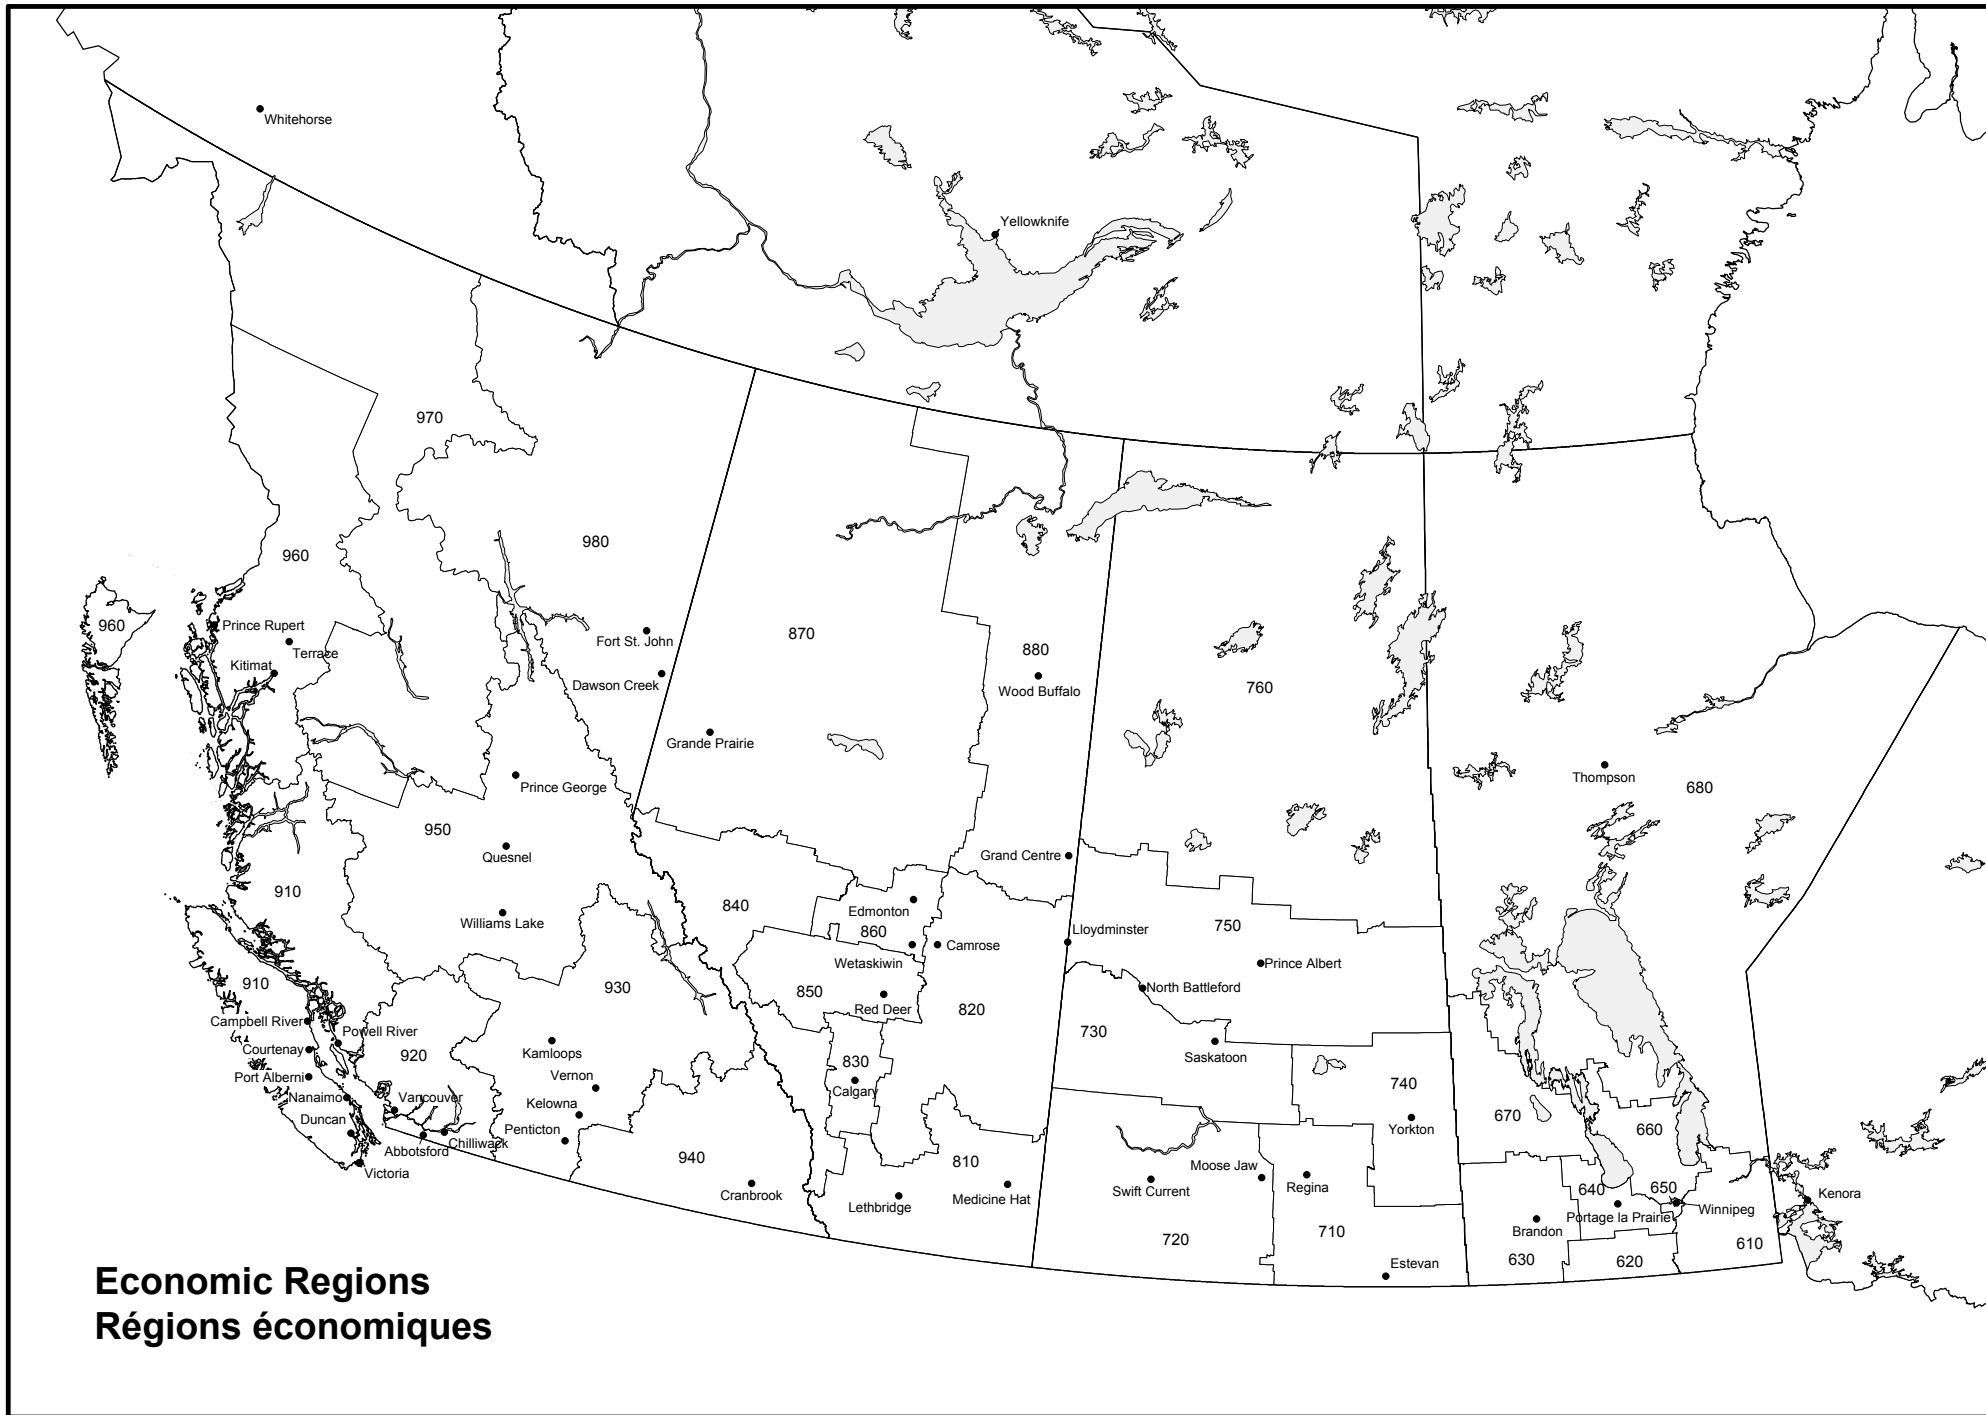 Whitehorse
Yellowknife
970
960
980
960
Prince Rupert
Terrace
Kitimat
Fort St. John
Dawson Creek
870
880
Wood Buffalo
760
Grande Prairie
Prince George
Thompson
680
950
Quesnel
Grand Centre
910
Williams Lake
840
Edmonton
860
Camrose
Wetaskiwin
Lloydminster
750
Prince Albert
910
930
850
Red Deer
820
North Battleford
Campbell River
Powell River
Courtenay
920
Kamloops
730
Saskatoon
Port Alberni
Vernon
830
Calgary
740
Nanaimo
Vancouver
Kelowna
Duncan
Penticton
Chilliwack
Abbotsford
Yorkton
670
660
Victoria
940
Cranbrook
810
Lethbridge
Medicine Hat
Moose Jaw
Swift Current
Regina
640
650
Kenora
Portage la Prairie
Winnipeg
Brandon
720
710
Estevan
630
620
610
Economic Regions
Régions économiques